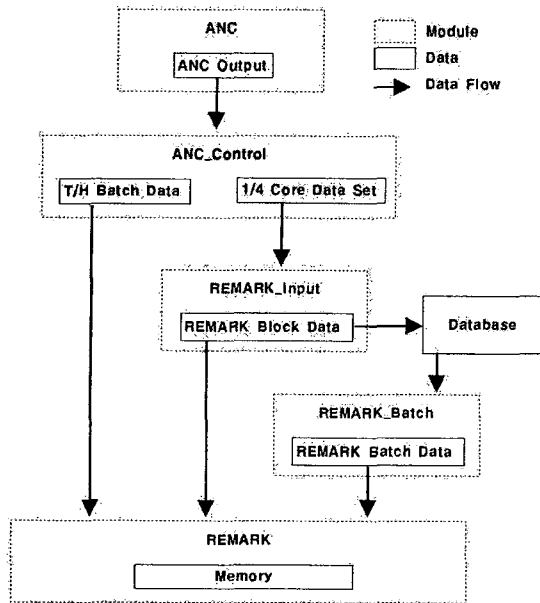 ANC
ANC Output
Module
Data
Data Flow
ANC_Control
T/H Batch Data
1/4 Core Data Set
REMARK_Input
REMARK Block Data
Database
REMARK_Batch
REMARK Batch Data
REMARK
Memory